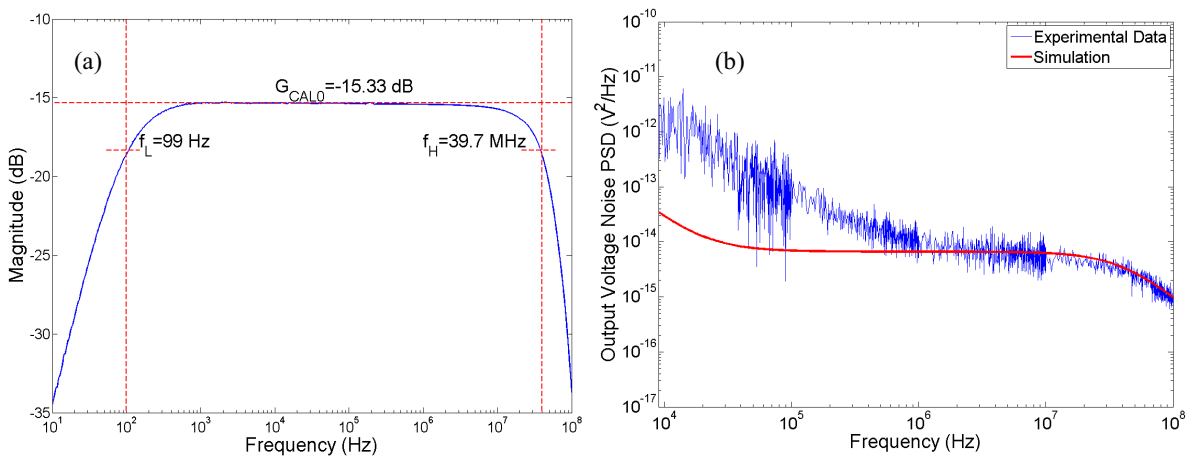 (a)
G_CAL0=-15.33 dB
f_L=99 Hz
f_H=39.7 MHz
Magnitude (dB)
-10
-15
-20
-25
-30
-35
10^1
10^2
10^3
10^4
10^5
10^6
10^7
10^8
Frequency (Hz)
(b)
Experimental Data
Simulation
Output Voltage Noise PSD (V^2/Hz)
10^-10
10^-11
10^-12
10^-13
10^-14
10^-15
10^-16
10^-17
10^4
10^5
10^6
10^7
10^8
Frequency (Hz)